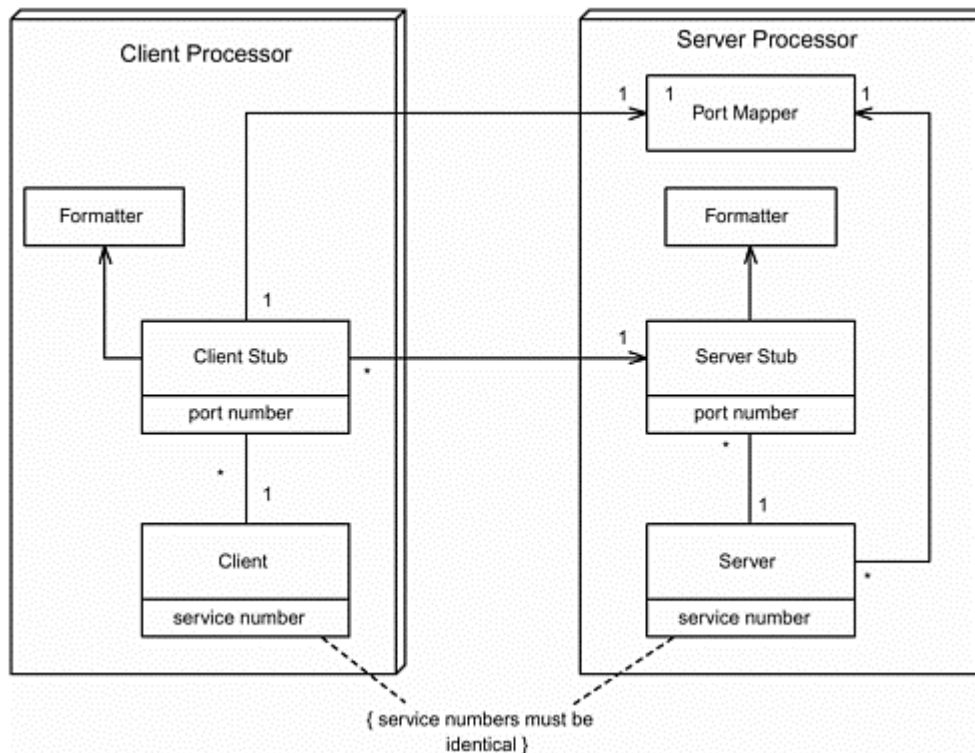 Client Processor
Server Processor
1
1
1
Port Mapper
Formatter
Formatter
1
1
Client Stub
Server Stub
*
port number
port number
*
*
1
1
Client
Server
*
service number
service number
{ service numbers must be
identical }